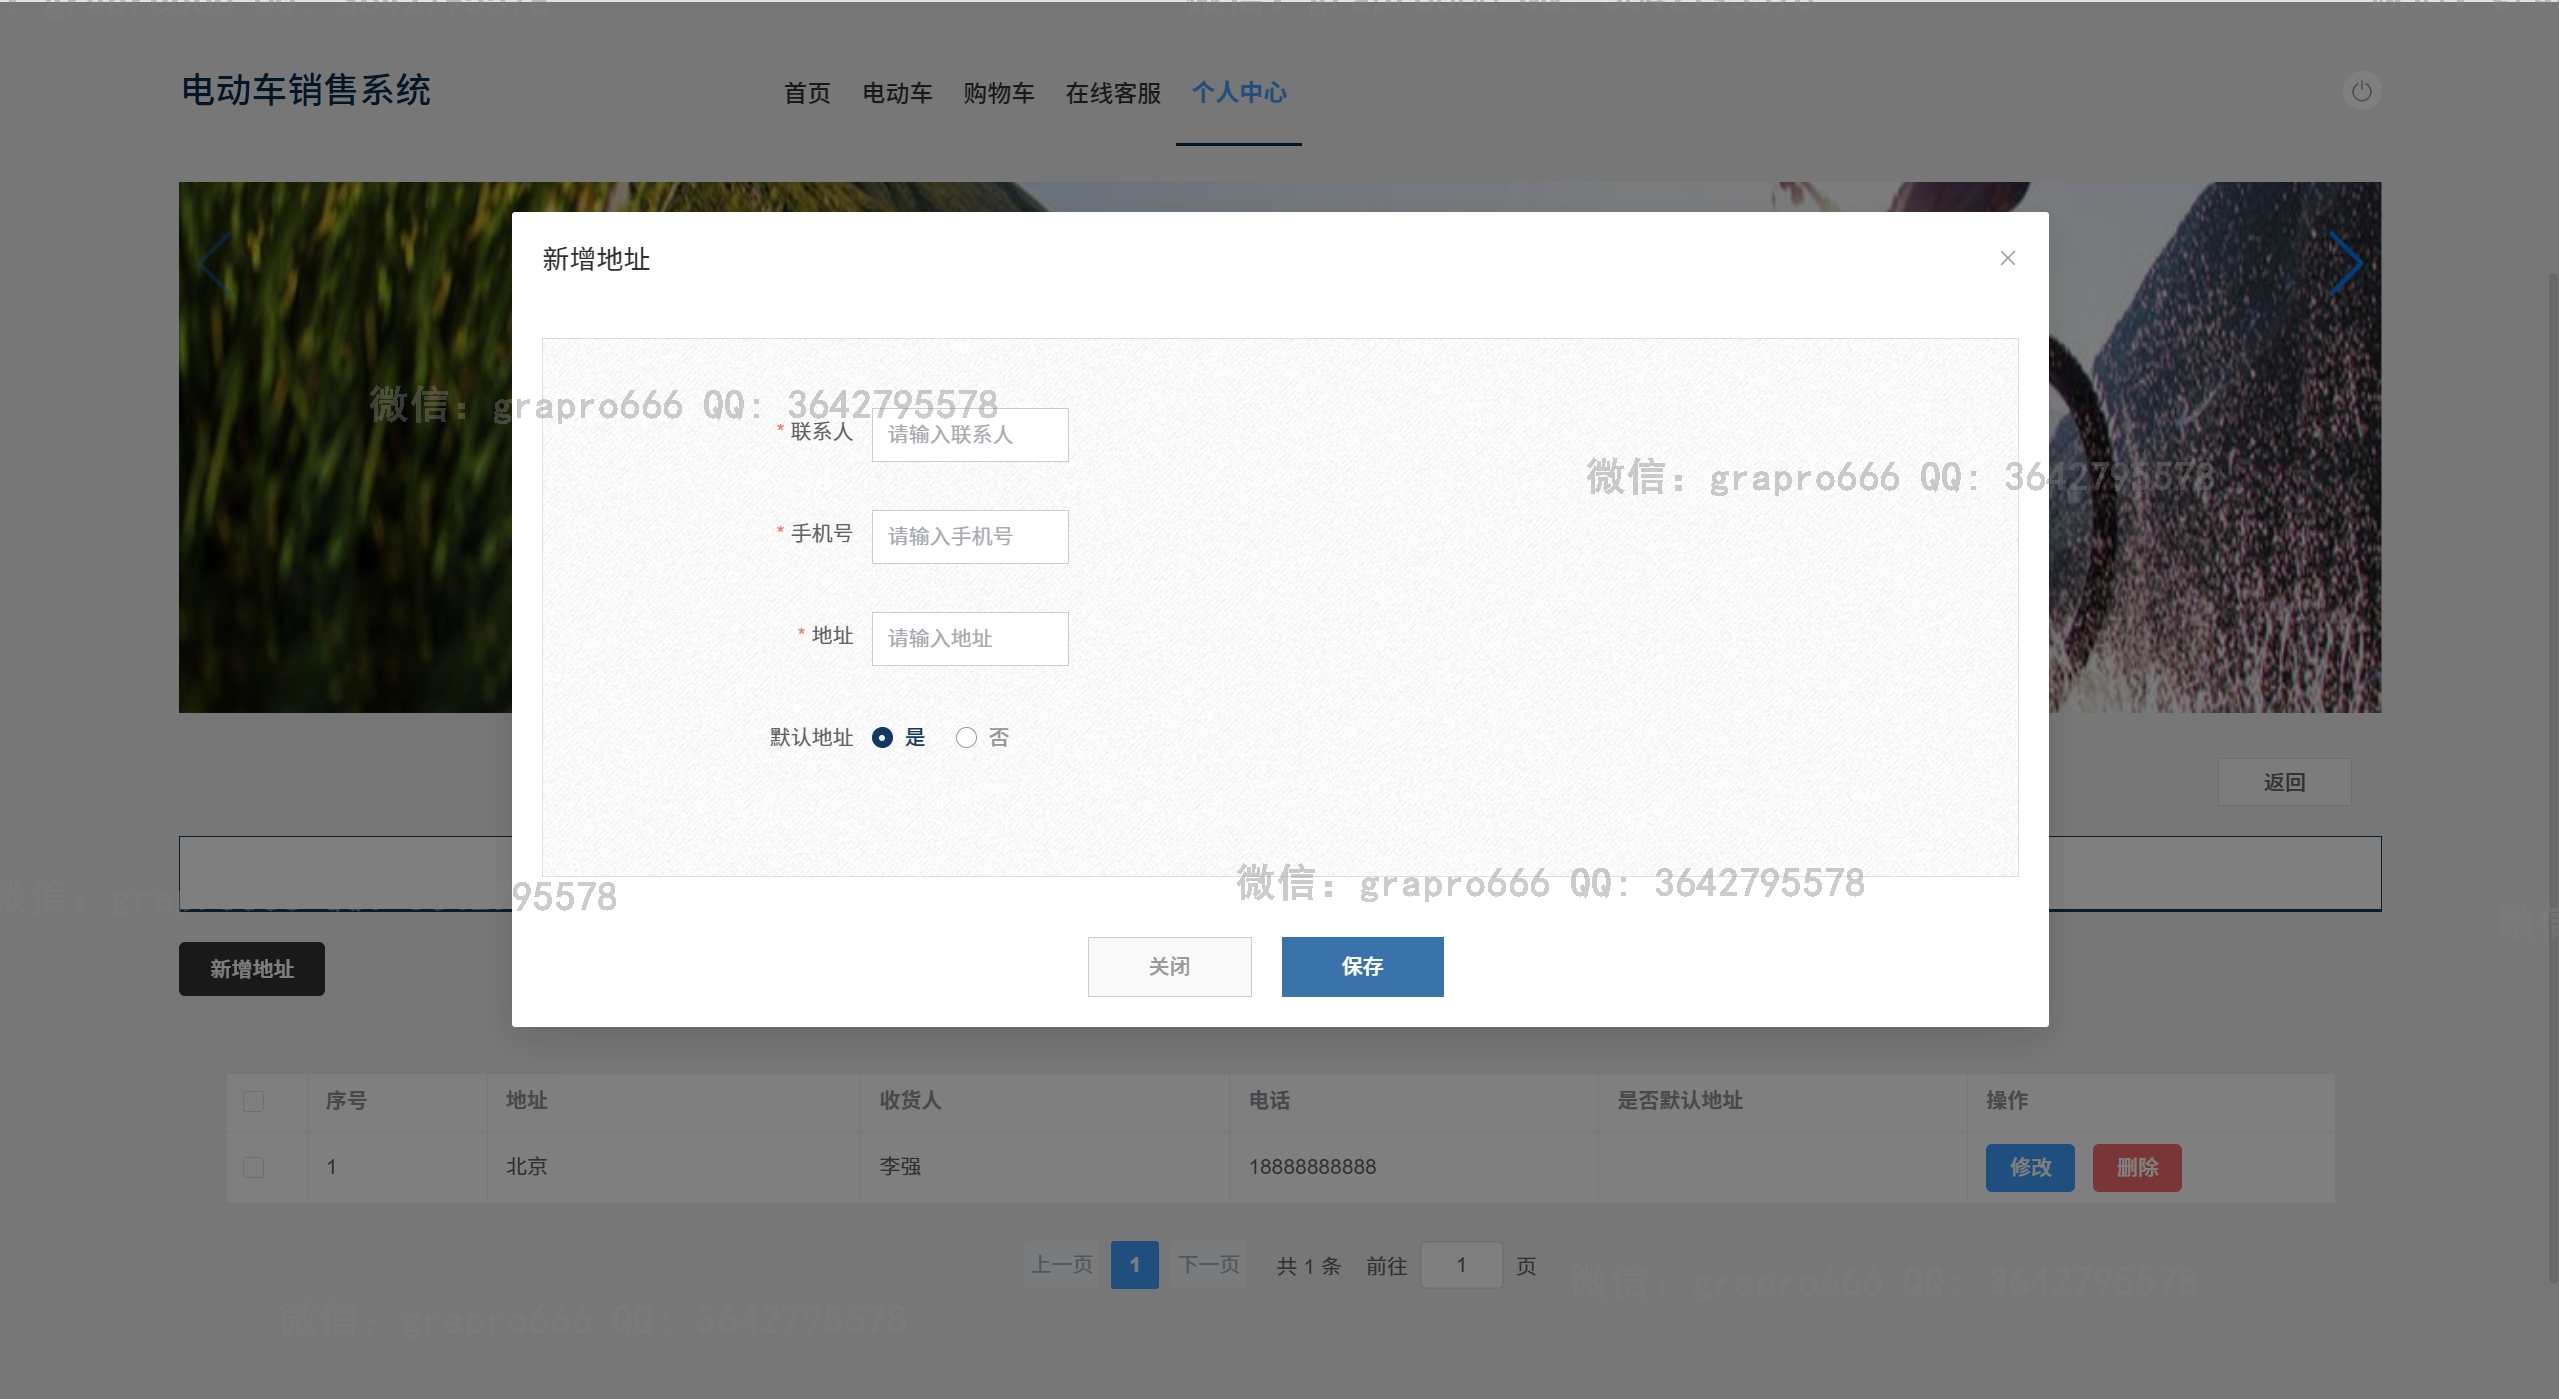 电动车销售系统
首页 电动车 购物车 在线客服 个人中心
新增地址
微信: grapro666 QQ: 3642795578
* 联系人 请输入联系人
微信: grapro666 QQ: 3642795578
* 手机号 请输入手机号
* 地址 请输入地址
默认地址 是 否
返回
微信: grapro666 QQ: 3642795578
95578
关闭 保存
新增地址
序号 地址 收货人 电话 是否默认地址 操作
1 北京 李强 18888888888 修改 删除
上一页 1 下一页 共 1 条 前往 1 页
微信: grapro666 QQ: 3642795578
微信: grapro666 QQ: 3642795578